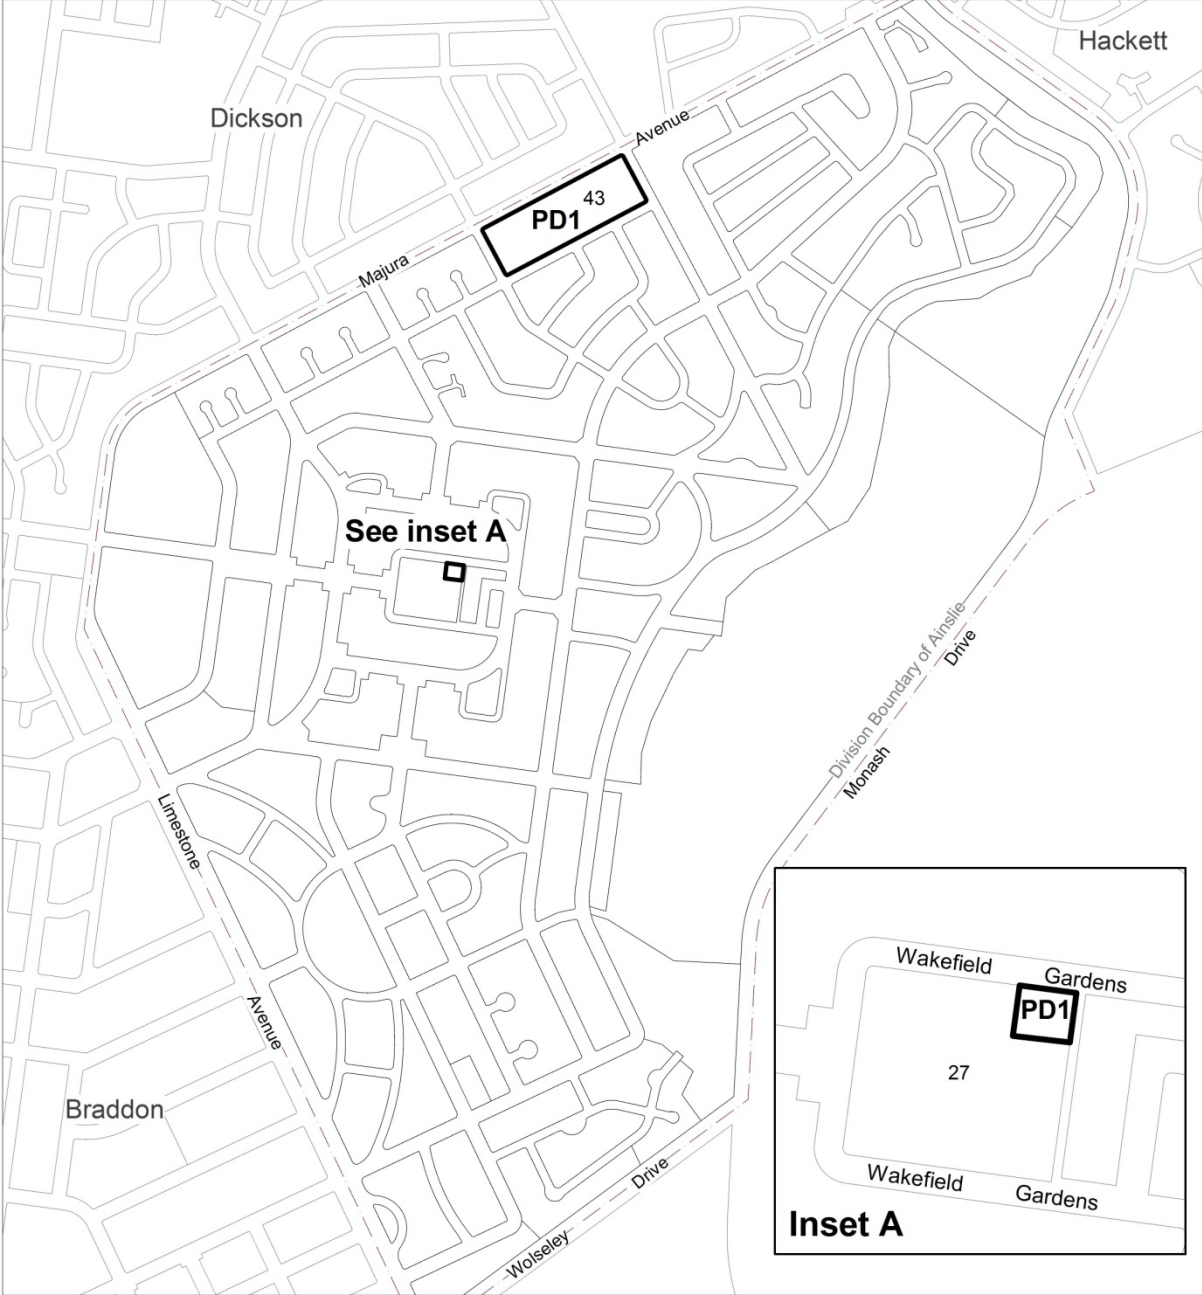 Hackett
Dickson
Avenue
43
PD1
Majura
See inset A
Division Boundary of Ainslie
Drive
Monash
Limestone
Avenue
Braddon
Drive
Wolseley
Wakefield
Gardens
PD1
27
Wakefield
Gardens
Inset A